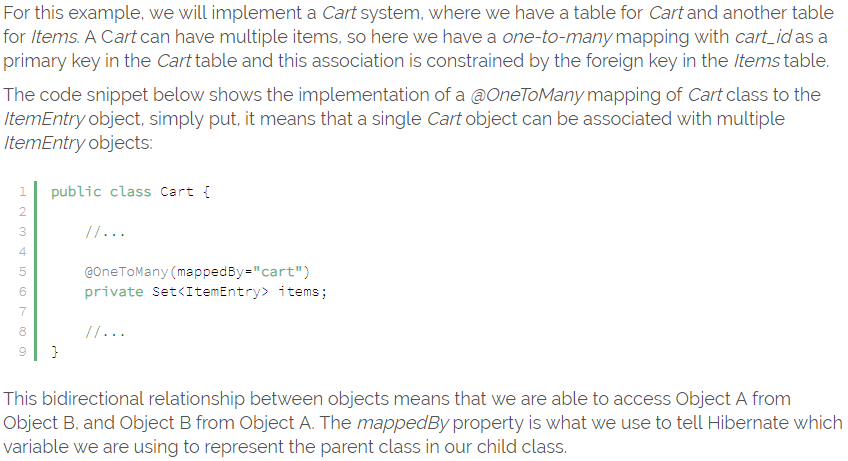 For this example, we will implement a Cart system, where we have a table for Cart and another table
for Items. A Cart can have multiple items, so here we have a one-to-many mapping with cart_id as a
primary key in the Cart table and this association is constrained by the foreign key in the Items table.
The code snippet below shows the implementation of a @OneToMany mapping of Cart class to the
ItemEntry object, simply put, it means that a single Cart object can be associated with multiple
ItemEntry objects:
1 public class Cart {
2
3 //...
4
5 @OneToMany(mappedBy="cart")
6 private Set<ItemEntry> items;
7
8 //...
9 }
This bidirectional relationship between objects means that we are able to access Object A from
Object B, and Object B from Object A. The mappedBy property is what we use to tell Hibernate which
variable we are using to represent the parent class in our child class.